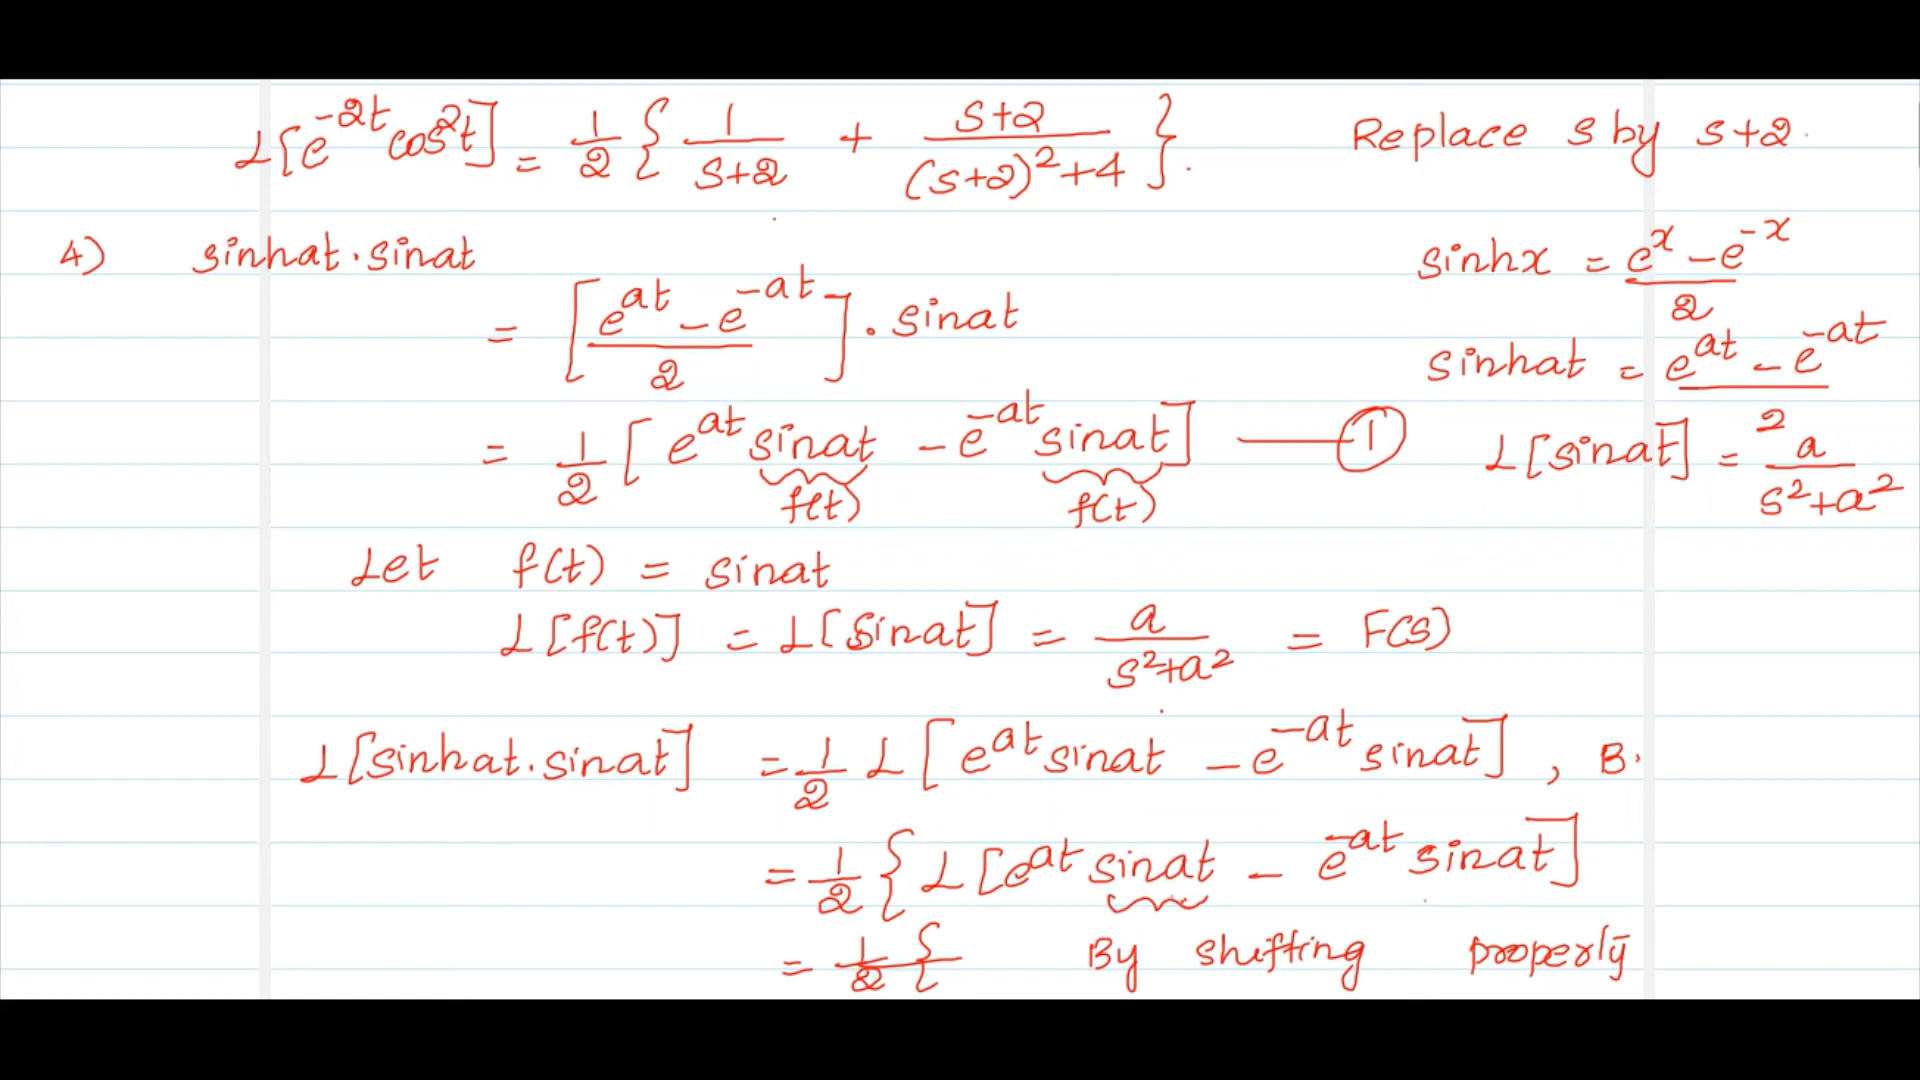 L[e^{-2t} cos²t] = 1/2 { 1/(s+2) + (s+2)/((s+2)²+4) }. Replace s by s+2.
4) sinhat · sinat sinhx = (e^x - e^{-x})/2
= [(e^{at} - e^{-at})/2] . sinat sinhat = (e^{at} - e^{-at})/2
= 1/2 [e^{at} sinat - e^{-at} sinat] —— ① L[sinat] = a/(s²+a²)
f(t) f(t)
Let f(t) = sinat
L[f(t)] = L[sinat] = a/(s²+a²) = F(s)
L[sinhat.sinat] = 1/2 L[e^{at} sinat - e^{-at} sinat] , B.
= 1/2 { L[e^{at} sinat - e^{-at} sinat]
= 1/2 { By shifting properly